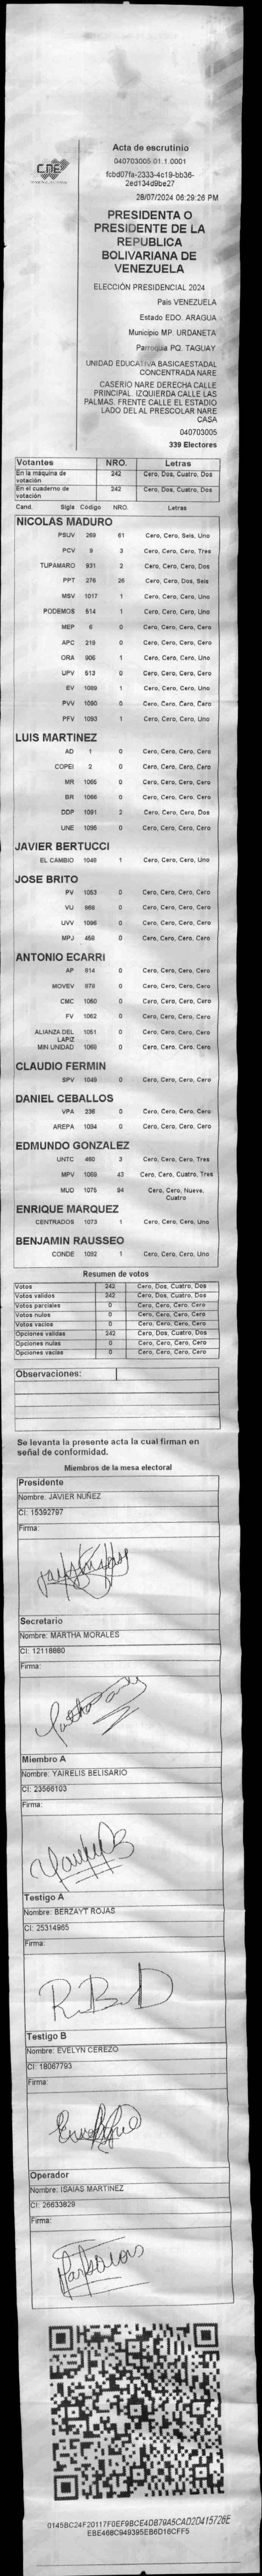 CNE
Acta de escrutinio
040703005.01.1.0001
fcbd07fa-2333-4c19-bb36-
2ed134d9be27
28/07/2024 06:29:26 PM
PRESIDENTA O
PRESIDENTE DE LA
REPUBLICA
BOLIVARIANA DE
VENEZUELA
ELECCIÓN PRESIDENCIAL 2024
Pais VENEZUELA
Estado EDO. ARAGUA
Municipio MP. URDANETA
Parroquia PQ. TAGUAY
UNIDAD EDUCATIVA BASICAESTADAL
CONCENTRADA NARE
CASERIO NARE DERECHA CALLE
PRINCIPAL. IZQUIERDA CALLE LAS
PALMAS. FRENTE CALLE EL ESTADIO
LADO DEL AL PRESCOLAR NARE
CASA
040703005
339 Electores
Votantes NRO. Letras
En la máquina de votación 242 Cero, Dos, Cuatro, Dos
En el cuaderno de votación 242 Cero, Dos, Cuatro, Dos
Cand. Sigls Codigo NRO. Letras
NICOLAS MADURO
PSUV 269 61 Cero, Cero, Seis, Uno
PCV 9 3 Cero, Cero, Cero, Tres
TUPAMARO 931 2 Cero, Cero, Cero, Dos
PPT 276 26 Cero, Cero, Dos, Seis
MSV 1017 1 Cero, Cero, Cero, Uno
PODEMOS 514 1 Cero, Cero, Cero, Uno
MEP 6 0 Cero, Cero, Cero, Cero
APC 219 0 Cero, Cero, Cero, Cero
ORA 906 1 Cero, Cero, Cero, Uno
UPV 513 0 Cero, Cero, Cero, Cero
EV 1089 1 Cero, Cero, Cero, Uno
PVV 1090 0 Cero, Cero, Cero, Cero
PFV 1093 1 Cero, Cero, Cero, Uno
LUIS MARTINEZ
AD 1 0 Cero, Cero, Cero, Cero
COPEI 2 0 Cero, Cero, Cero, Cero
MR 1065 0 Cero, Cero, Cero, Cero
BR 1066 0 Cero, Cero, Cero, Cero
DDP 1091 2 Cero, Cero, Cero, Dos
UNE 1095 0 Cero, Cero, Cero, Cero
JAVIER BERTUCCI
EL CAMBIO 1048 1 Cero, Cero, Cero, Uno
JOSE BRITO
PV 1053 0 Cero, Cero, Cero, Cero
VU 868 0 Cero, Cero, Cero, Cero
UVV 1096 0 Cero, Cero, Cero, Cero
MPJ 459 0 Cero, Cero, Cero, Cero
ANTONIO ECARRI
AP 914 0 Cero, Cero, Cero, Cero
MOVEV 979 0 Cero, Cero, Cero, Cero
CMC 1050 0 Cero, Cero, Cero, Cero
FV 1062 0 Cero, Cero, Cero, Cero
ALIANZA DEL LAPIZ 1051 0 Cero, Cero, Cero, Cero
MIN UNIDAD 1068 0 Cero, Cero, Cero, Cero
CLAUDIO FERMIN
SPV 1049 0 Cero, Cero, Cero, Cero
DANIEL CEBALLOS
VPA 236 0 Cero, Cero, Cero, Cero
AREPA 1094 0 Cero, Cero, Cero, Cero
EDMUNDO GONZALEZ
UNTC 460 3 Cero, Cero, Cero, Tres
MPV 1069 43 Cero, Cero, Cuatro, Tres
MUD 1075 94 Cero, Cero, Nueve, Cuatro
ENRIQUE MARQUEZ
CENTRADOS 1073 1 Cero, Cero, Cero, Uno
BENJAMIN RAUSSEO
CONDE 1092 1 Cero, Cero, Cero, Uno
Resumen de votos
Votos 242 Cero, Dos, Cuatro, Dos
Votos validos 242 Cero, Dos, Cuatro, Dos
Votos parciales 0 Cero, Cero, Cero, Cero
Votos nulos 0 Cero, Cero, Cero, Cero
Votos vacios 0 Cero, Cero, Cero, Cero
Opciones validas 242 Cero, Dos, Cuatro, Dos
Opciones nulas 0 Cero, Cero, Cero, Cero
Opciones vacias 0 Cero, Cero, Cero, Cero
Observaciones:
Se levanta la presente acta la cual firman en
señal de conformidad.
Miembros de la mesa electoral
Presidente
Nombre: JAVIER NUÑEZ
CI: 15392797
Firma:
Secretario
Nombre: MARTHA MORALES
CI: 12118880
Firma:
Miembro A
Nombre: YAIRELIS BELISARIO
CI: 23566103
Firma:
Testigo A
Nombre: BERZAYT ROJAS
CI: 25314965
Firma:
Testigo B
Nombre: EVELYN CEREZO
CI: 18067793
Firma:
Operador
Nombre: ISAIAS MARTINEZ
CI: 26633829
Firma:
0145BC24F20117F0EF9BCE4DB79A5CAD2D415726E
EBE468C949395EB6D16CFF5